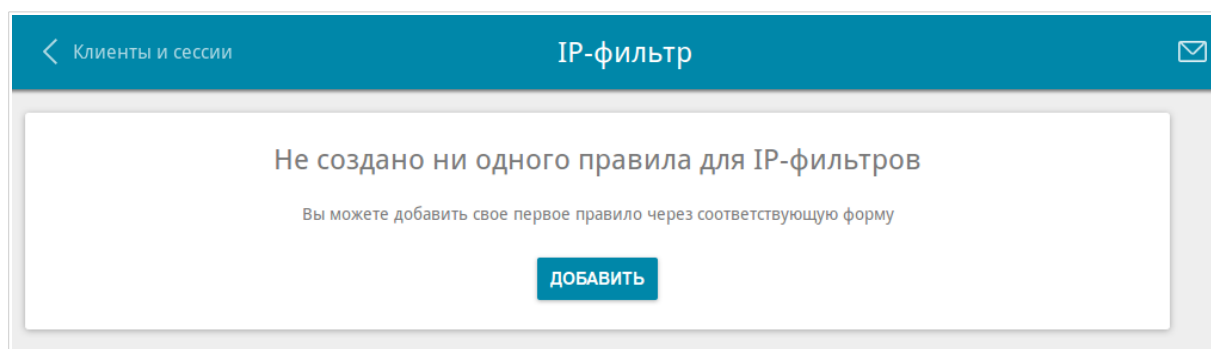 Клиенты и сессии
IP-фильтр
Не создано ни одного правила для IP-фильтров
Вы можете добавить свое первое правило через соответствующую форму
ДОБАВИТЬ